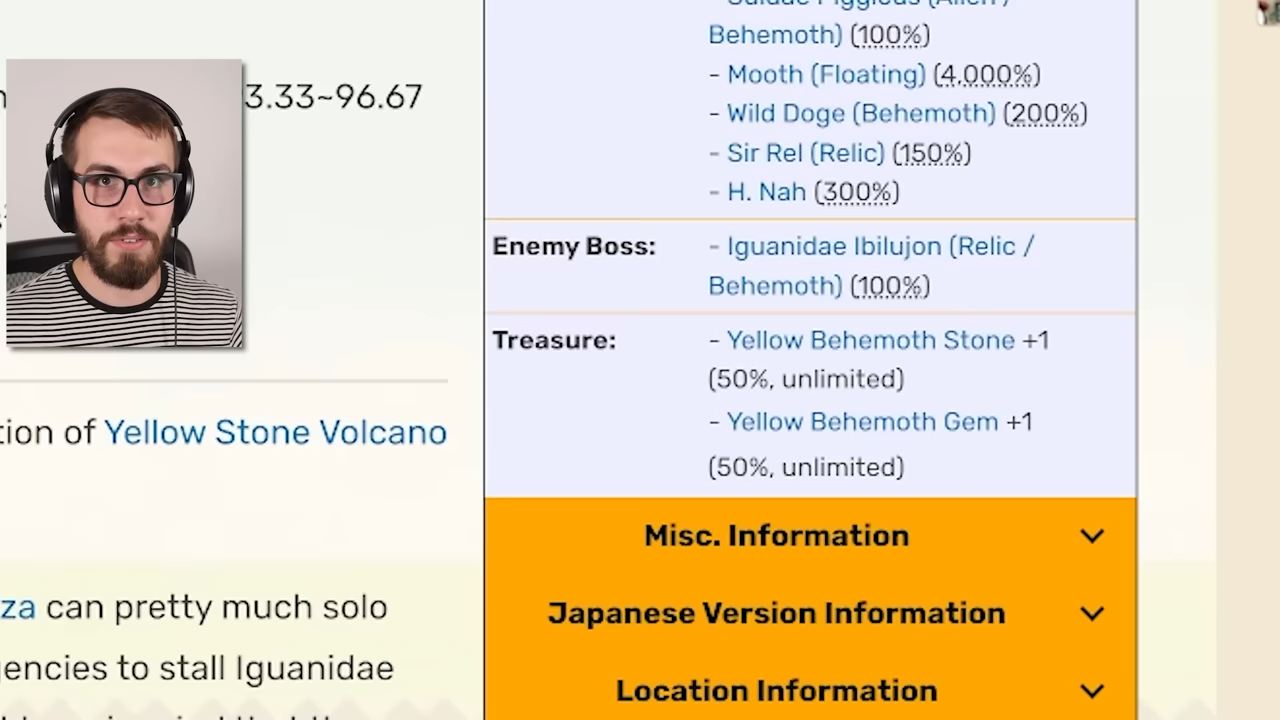 Behemoth) (100%)
- Mooth (Floating) (4,000%)
3.33~96.67
- Wild Doge (Behemoth) (200%)
- Sir Rel (Relic) (150%)
- H. Nah (300%)
Enemy Boss: - Iguanidae Ibilujon (Relic /
Behemoth) (100%)
Treasure: - Yellow Behemoth Stone +1
(50%, unlimited)
- Yellow Behemoth Gem +1
(50%, unlimited)
tion of Yellow Stone Volcano
za can pretty much solo
gencies to stall Iguanidae
Misc. Information
Japanese Version Information
Location Information